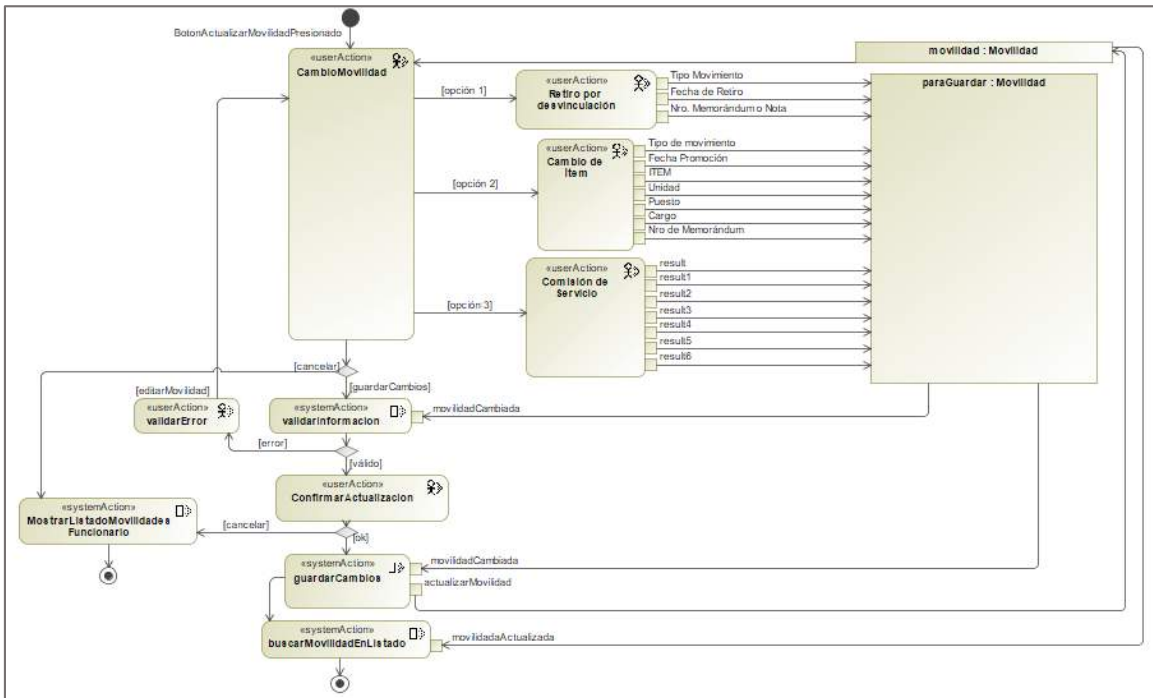 BotonActualizarMovilidadPresionado
«userAction»
CambioMovilidad
movilidad : Movilidad
[opción 1]
«userAction»
Retiro por
desvinculación
Tipo Movimiento
Fecha de Retiro
Nro. Memorándum o Nota
paraGuardar : Movilidad
[opción 2]
«userAction»
Cambio de
Item
Tipo de movimiento
Fecha Promoción
ITEM
Unidad
Puesto
Cargo
Nro de Memorándum
[opción 3]
«userAction»
Comisión de
Servicio
result
result1
result2
result3
result4
result5
result6
[cancelar]
[guardarCambios]
[editarMovilidad]
«userAction»
validarError
«systemAction»
validarInformacion
movilidadCambiada
[error]
[válido]
«userAction»
ConfirmarActualizacion
«systemAction»
MostrarListadoMovilidades
Funcionario
[cancelar]
[ok]
«systemAction»
guardarCambios
movilidadCambiada
actualizarMovilidad
«systemAction»
buscarMovilidadEnListado
movilidadaActualizada